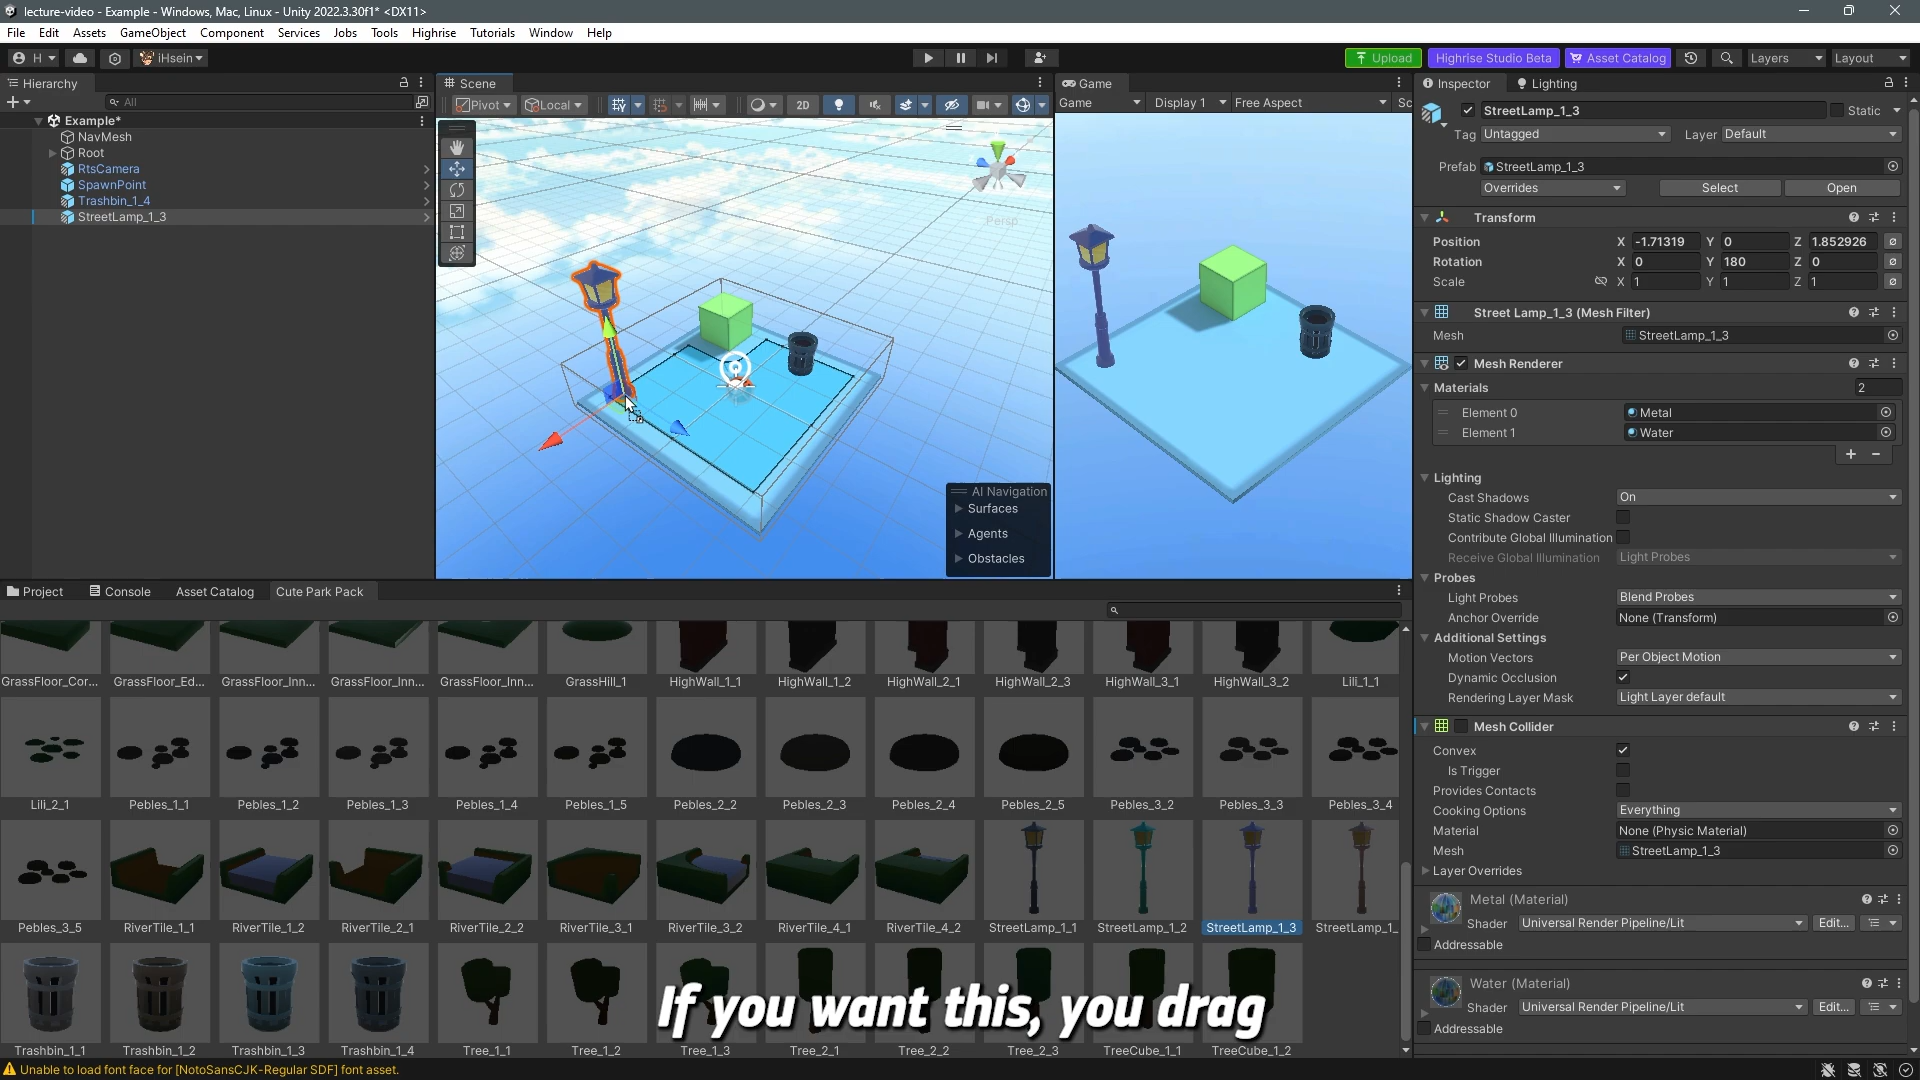 lecture-video - Example - Windows, Mac, Linux - Unity 2022.3.30f1* <DX11>
File Edit Assets GameObject Component Services Jobs Tools Highrise Tutorials Window Help
H iHsein Upload Highrise Studio Beta Asset Catalog Layers Layout
Hierarchy
All
Example*
NavMesh
Root
RtsCamera
SpawnPoint
Trashbin_1_4
StreetLamp_1_3
Scene
Pivot Local 2D
Persp
AI Navigation
Surfaces
Agents
Obstacles
Game
Game Display 1 Free Aspect Sc
Inspector Lighting
StreetLamp_1_3 Static
Tag Untagged Layer Default
Prefab StreetLamp_1_3
Overrides Select Open
Transform
Position X -1.71319 Y 0 Z 1.852926
Rotation X 0 Y 180 Z 0
Scale X 1 Y 1 Z 1
Street Lamp_1_3 (Mesh Filter)
Mesh StreetLamp_1_3
Mesh Renderer
Materials 2
Element 0 Metal
Element 1 Water
Lighting
Cast Shadows On
Static Shadow Caster
Contribute Global Illumination
Receive Global Illumination Light Probes
Probes
Light Probes Blend Probes
Anchor Override None (Transform)
Additional Settings
Motion Vectors Per Object Motion
Dynamic Occlusion
Rendering Layer Mask Light Layer default
Mesh Collider
Convex
Is Trigger
Provides Contacts
Cooking Options Everything
Material None (Physic Material)
Mesh StreetLamp_1_3
Layer Overrides
Metal (Material)
Shader Universal Render Pipeline/Lit Edit...
Addressable
Water (Material)
Shader Universal Render Pipeline/Lit Edit...
Addressable
Project Console Asset Catalog Cute Park Pack
GrassFloor_Cor... GrassFloor_Ed... GrassFloor_Inn... GrassFloor_Inn... GrassFloor_Inn... GrassHill_1 HighWall_1_1 HighWall_1_2 HighWall_2_1 HighWall_2_3 HighWall_3_1 HighWall_3_2 Lili_1_1
Lili_2_1 Pebles_1_1 Pebles_1_2 Pebles_1_3 Pebles_1_4 Pebles_1_5 Pebles_2_2 Pebles_2_3 Pebles_2_4 Pebles_2_5 Pebles_3_2 Pebles_3_3 Pebles_3_4
Pebles_3_5 RiverTile_1_1 RiverTile_1_2 RiverTile_2_1 RiverTile_2_2 RiverTile_3_1 RiverTile_3_2 RiverTile_4_1 RiverTile_4_2 StreetLamp_1_1 StreetLamp_1_2 StreetLamp_1_3 StreetLamp_1_
If you want this, you drag
Trashbin_1_1 Trashbin_1_2 Trashbin_1_3 Trashbin_1_4 Tree_1_1 Tree_1_2 Tree_1_3 Tree_2_1 Tree_2_2 Tree_2_3 TreeCube_1_1 TreeCube_1_2
Unable to load font face for [NotoSansCJK-Regular SDF] font asset.